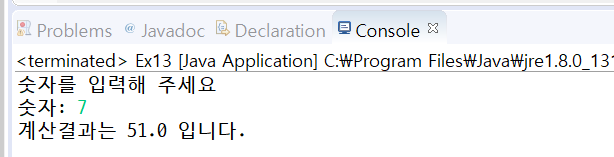 Problems @ Javadoc Declaration Console
<terminated> Ex13 [Java Application] C:₩Program Files₩Java₩jre1.8.0_131
숫자를 입력해 주세요
숫자: 7
계산결과는 51.0 입니다.